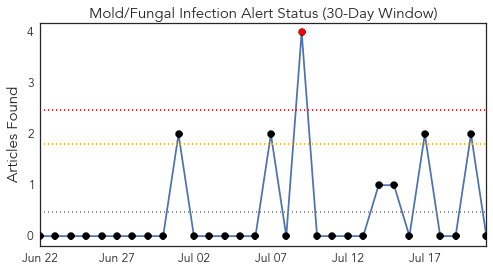 Mold/Fungal Infection Alert Status (30-Day Window)
Articles Found
4
3
2
1
0
Jun 22 Jun 27 Jul 02 Jul 07 Jul 12 Jul 17